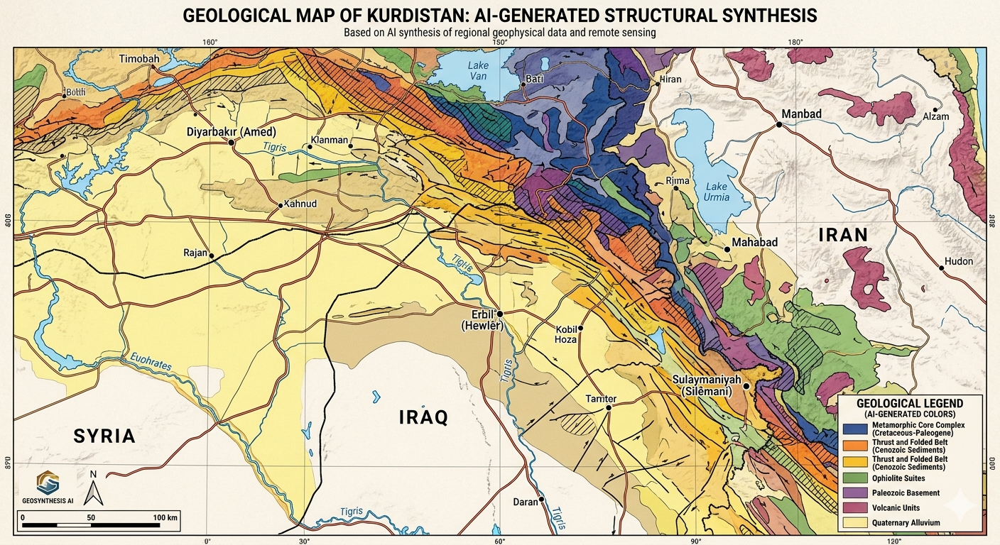 GEOLOGICAL MAP OF KURDISTAN: AI-GENERATED STRUCTURAL SYNTHESIS
Based on AI synthesis of regional geophysical data and remote sensing
160°
150°
180°
Timobah
Bottli
Lake
Van
Bati
Hiran
Manbad
Alzam
Diyarbakır (Amed)
Klanman
Tigris
Kahnud
Rima
Lake
Urmia
Rajan
Tigris
Mahabad
IRAN
Hudon
Erbil
(Hewlêr)
Kobil
Hoza
Euphrates
Tigris
Sulaymaniyah
(Silêmanî)
Tamter
IRAQ
SYRIA
N
GEOSYNTHESIS AI
0 50 100 km
Tigris
Daran
Tigris
GEOLOGICAL LEGEND
(AI-GENERATED COLORS)
Metamorphic Core Complex
(Cretaceous-Paleogene)
Thrust and Folded Belt
(Cenozoic Sediments)
Thrust and Folded Belt
(Cenozoic Sediments)
Ophiolite Suites
Paleozoic Basement
Volcanic Units
Quaternary Alluvium
0° 30° 60° 90° 120°